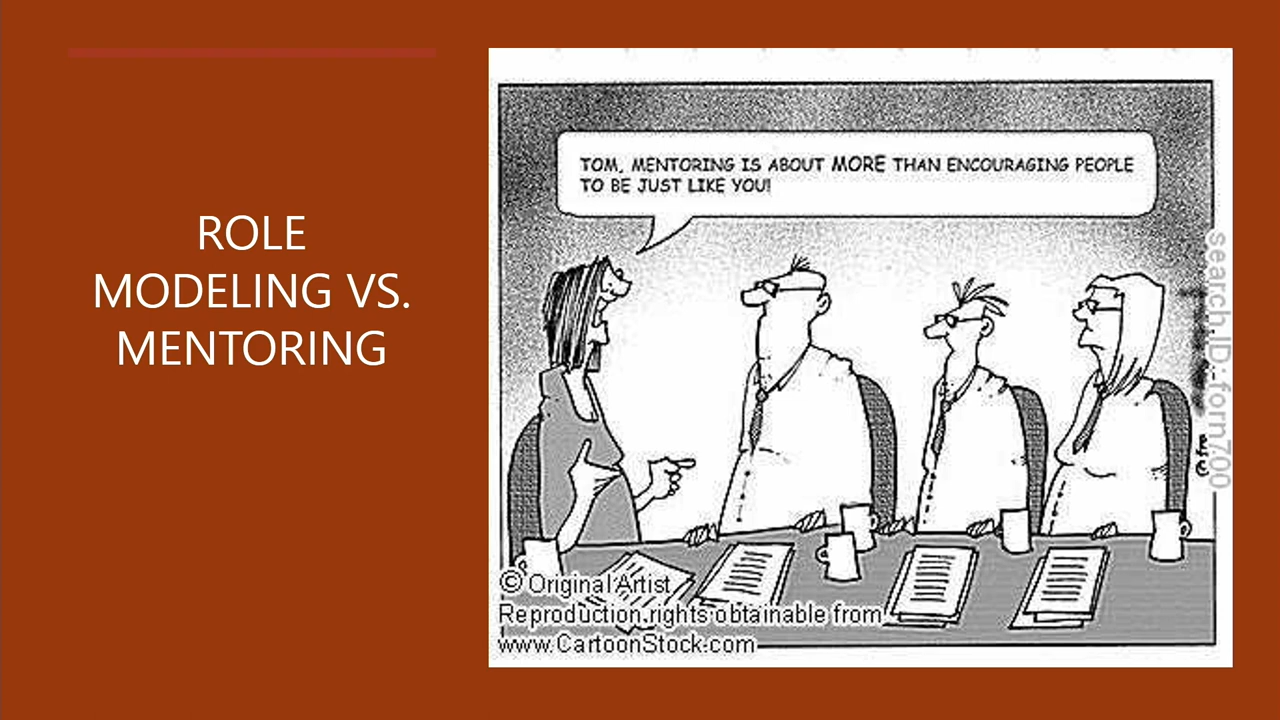 ROLE
MODELING VS.
MENTORING
TOM, MENTORING IS ABOUT MORE THAN ENCOURAGING PEOPLE
TO BE JUST LIKE YOU!
search ID: forn700
© Original Artist
Reproduction rights obtainable from
www.CartoonStock.com